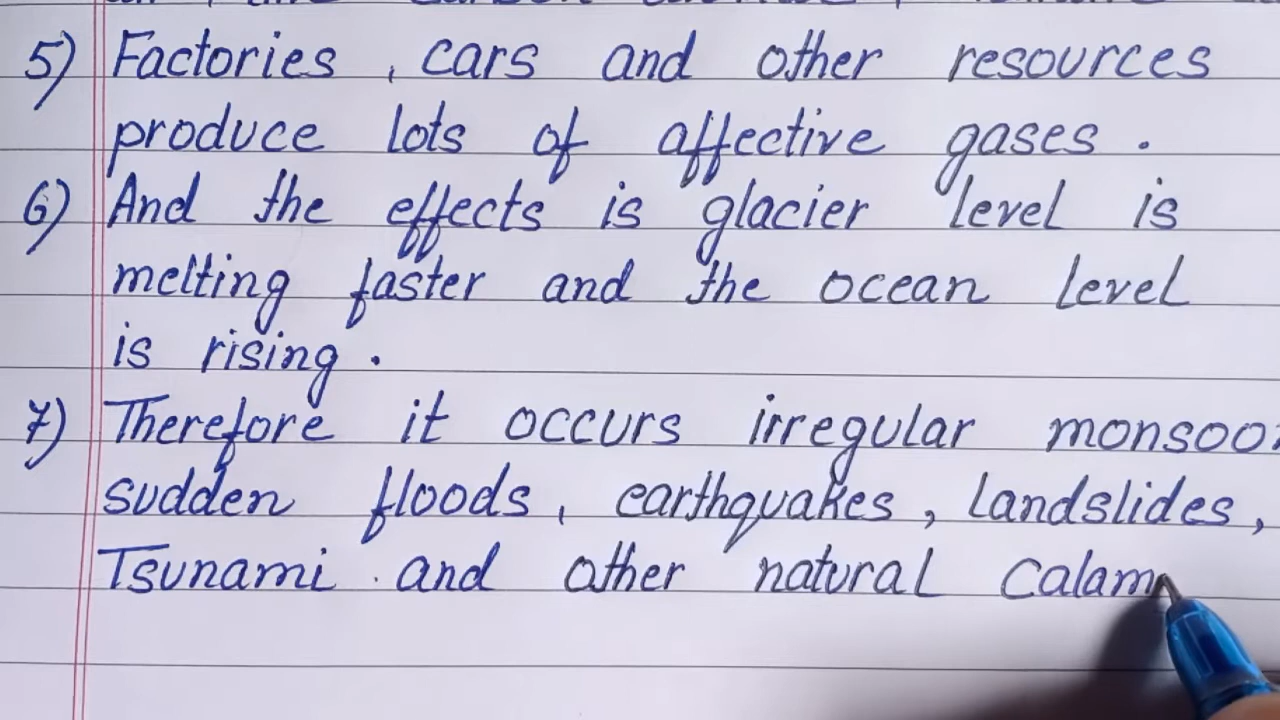 5) Factories, cars and other resources
produce lots of affective gases.
6) And the effects is glacier level is
melting faster and the ocean level
is rising.
7) Therefore it occurs irregular monsoo
sudden floods, earthquakes, landslides,
Tsunami and other natural calam